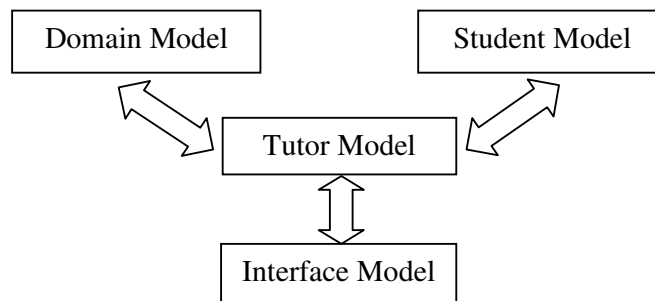 Domain Model
Student Model
Tutor Model
Interface Model